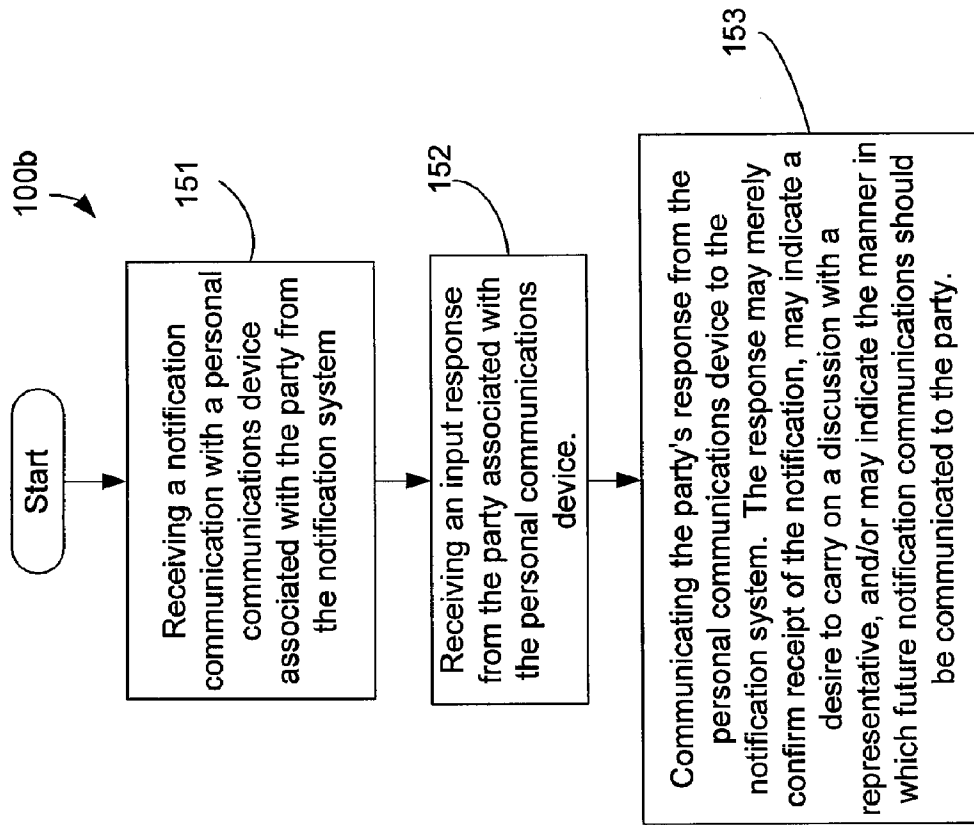 100b
Start
151
Receiving a notification
communication with a personal
communications device
associated with the party from
the notification system
152
Receiving an input response
from the party associated with
the personal communications
device.
153
Communicating the party's response from the
personal communications device to the
notification system. The response may merely
confirm receipt of the notification, may indicate a
desire to carry on a discussion with a
representative, and/or may indicate the manner in
which future notification communications should
be communicated to the party.